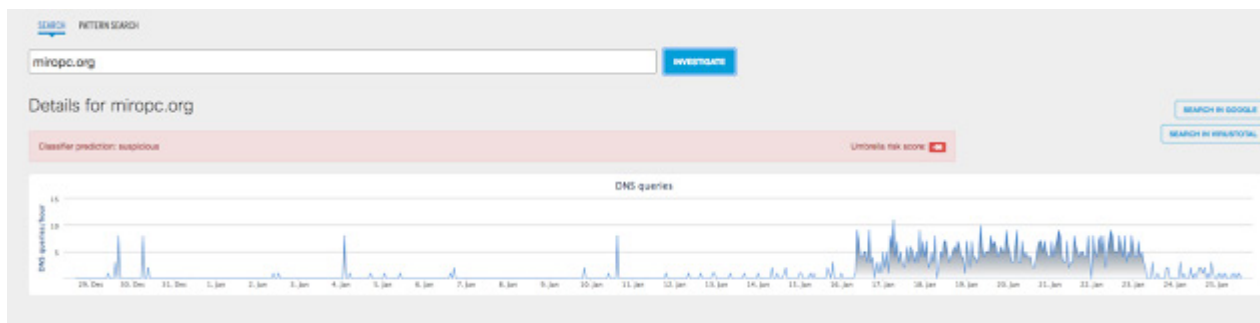 SEARCH PATTERN SEARCH
miropc.org INVESTIGATE
Details for miropc.org
SEARCH IN GOOGLE
SEARCH IN VIRUSTOTAL
Classifier prediction: suspicious Umbrella risk score:
DNS queries
DNS queries/hour
15
10
5
29. Dec 30. Dec 31. Dec 1. Jan 2. Jan 3. Jan 4. Jan 5. Jan 6. Jan 7. Jan 8. Jan 9. Jan 10. Jan 11. Jan 12. Jan 13. Jan 14. Jan 15. Jan 16. Jan 17. Jan 18. Jan 19. Jan 20. Jan 21. Jan 22. Jan 23. Jan 24. Jan 25. Jan